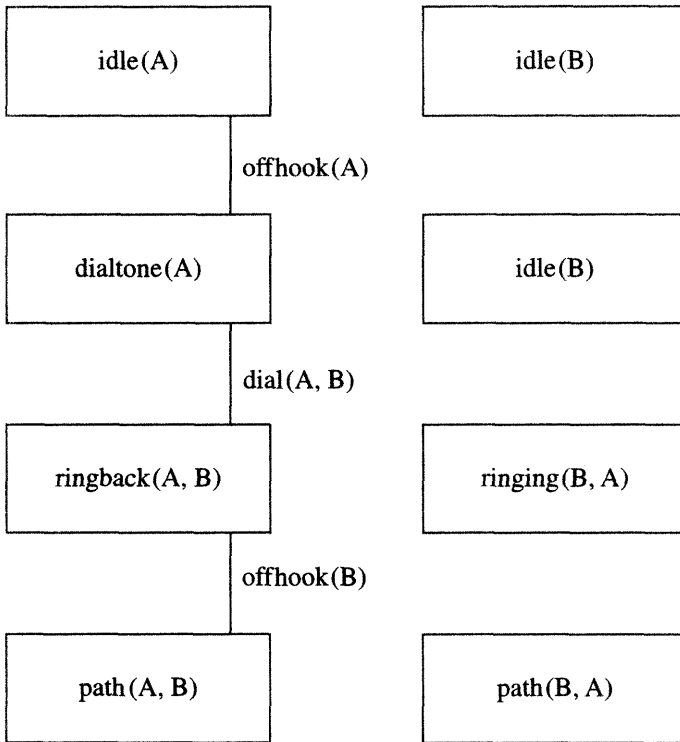 idle(A)
idle(B)
offhook(A)
dialtone(A)
idle(B)
dial(A, B)
ringback(A, B)
ringing(B, A)
offhook(B)
path(A, B)
path(B, A)